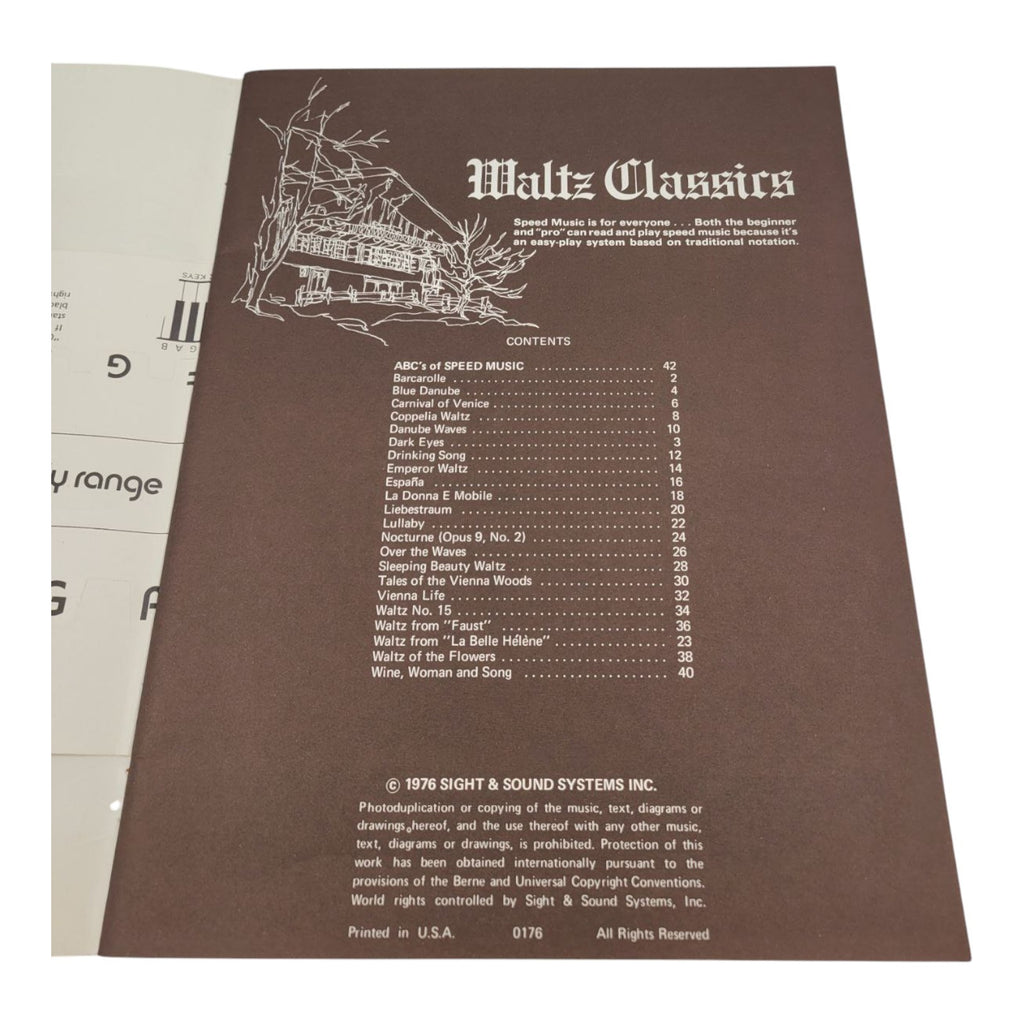 Waltz Classics
Speed Music is for everyone . . . Both the beginner
and "pro" can read and play speed music because it's
an easy-play system based on traditional notation.
CONTENTS
ABC's of SPEED MUSIC . . . . . . . . . . . . . . . . . 42
Barcarolle . . . . . . . . . . . . . . . . . . . . . . . . . . . . 2
Blue Danube . . . . . . . . . . . . . . . . . . . . . . . . . . 4
Carnival of Venice . . . . . . . . . . . . . . . . . . . . . . 6
Coppelia Waltz . . . . . . . . . . . . . . . . . . . . . . . . 8
Danube Waves . . . . . . . . . . . . . . . . . . . . . . . . 10
Dark Eyes . . . . . . . . . . . . . . . . . . . . . . . . . . . . 3
Drinking Song . . . . . . . . . . . . . . . . . . . . . . . . 12
Emperor Waltz . . . . . . . . . . . . . . . . . . . . . . . . 14
España . . . . . . . . . . . . . . . . . . . . . . . . . . . . . . 16
La Donna E Mobile . . . . . . . . . . . . . . . . . . . . . 18
Liebestraum . . . . . . . . . . . . . . . . . . . . . . . . . . 20
Lullaby . . . . . . . . . . . . . . . . . . . . . . . . . . . . . . 22
Nocturne (Opus 9, No. 2) . . . . . . . . . . . . . . . . . 24
Over the Waves . . . . . . . . . . . . . . . . . . . . . . . . 26
Sleeping Beauty Waltz . . . . . . . . . . . . . . . . . . . 28
Tales of the Vienna Woods . . . . . . . . . . . . . . . . 30
Vienna Life . . . . . . . . . . . . . . . . . . . . . . . . . . . 32
Waltz No. 15 . . . . . . . . . . . . . . . . . . . . . . . . . . 34
Waltz from "Faust" . . . . . . . . . . . . . . . . . . . . . 36
Waltz from "La Belle Hélène" . . . . . . . . . . . . . . 23
Waltz of the Flowers . . . . . . . . . . . . . . . . . . . . 38
Wine, Woman and Song . . . . . . . . . . . . . . . . . . 40
© 1976 SIGHT & SOUND SYSTEMS INC.
Photoduplication or copying of the music, text, diagrams or
drawings hereof, and the use thereof with any other music,
text, diagrams or drawings, is prohibited. Protection of this
work has been obtained internationally pursuant to the
provisions of the Berne and Universal Copyright Conventions.
World rights controlled by Sight & Sound Systems, Inc.
Printed in U.S.A. 0176 All Rights Reserved
KEYS
G A B
G
range
G